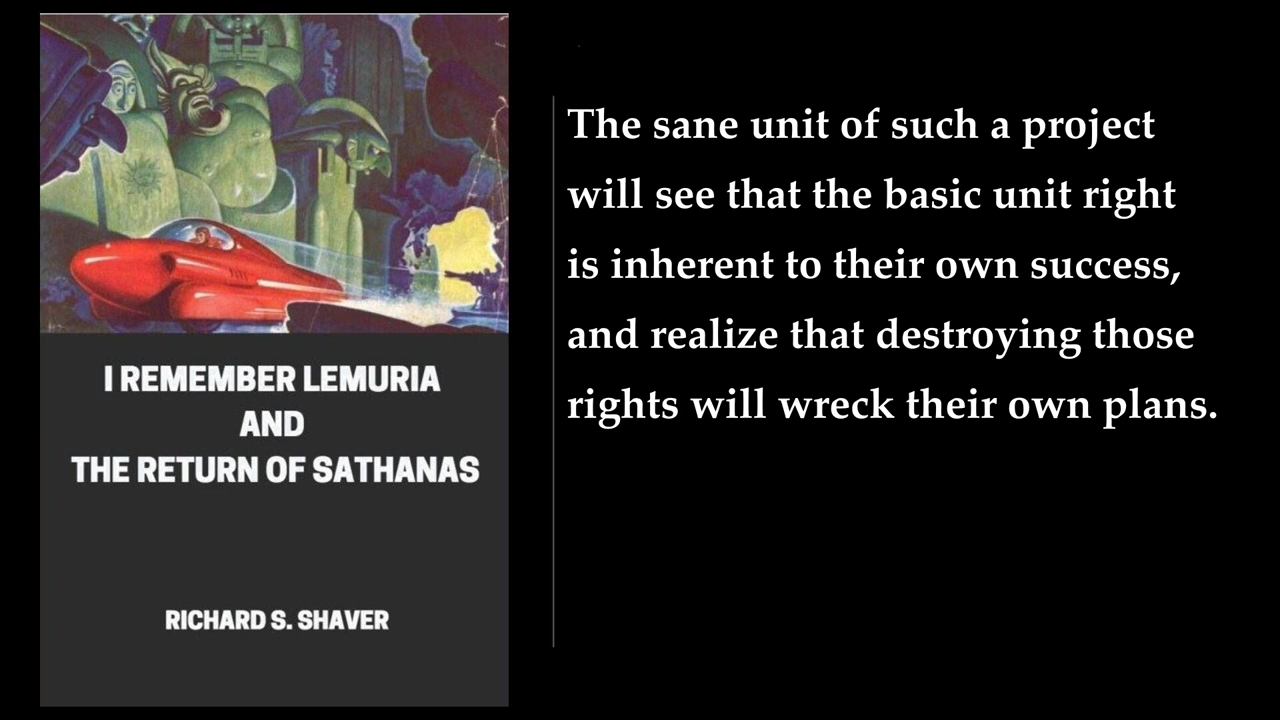 I REMEMBER LEMURIA
AND
THE RETURN OF SATHANAS
RICHARD S. SHAVER
The sane unit of such a project
will see that the basic unit right
is inherent to their own success,
and realize that destroying those
rights will wreck their own plans.